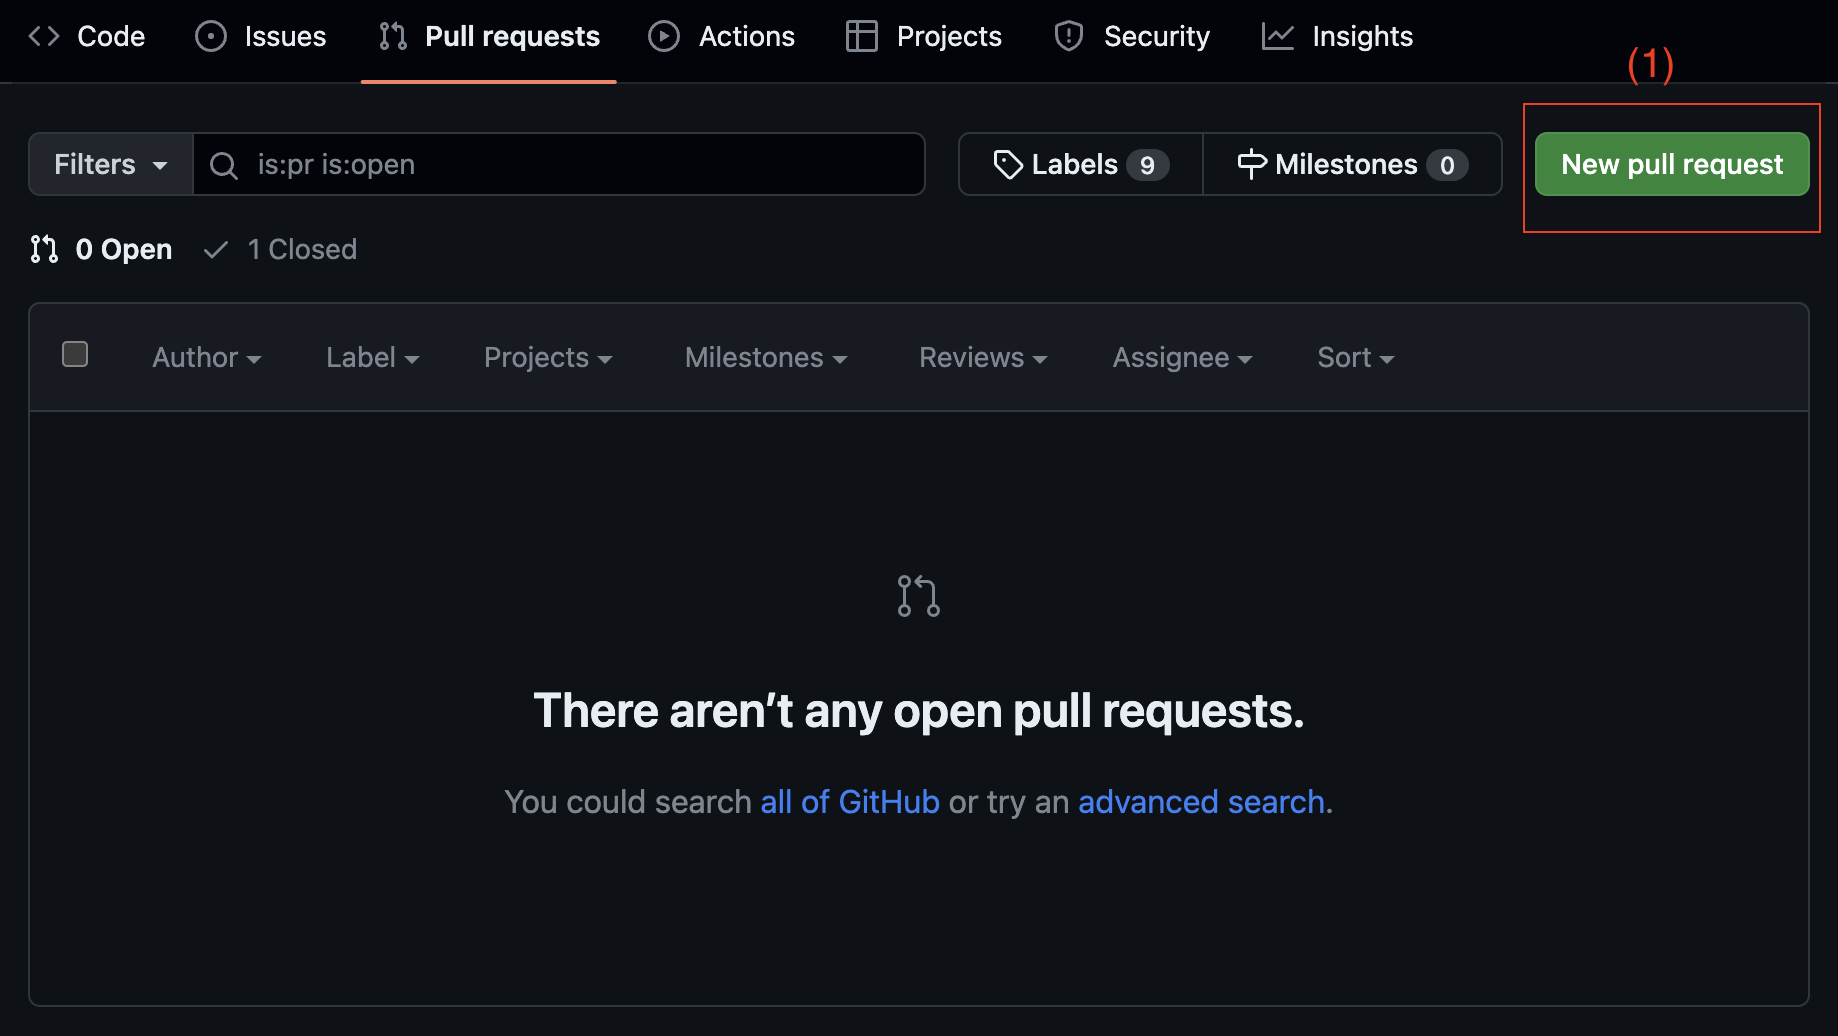 Code Issues Pull requests Actions Projects Security Insights
(1)
Filters is:pr is:open Labels 9 Milestones 0 New pull request
0 Open 1 Closed
Author Label Projects Milestones Reviews Assignee Sort
There aren’t any open pull requests.
You could search all of GitHub or try an advanced search.